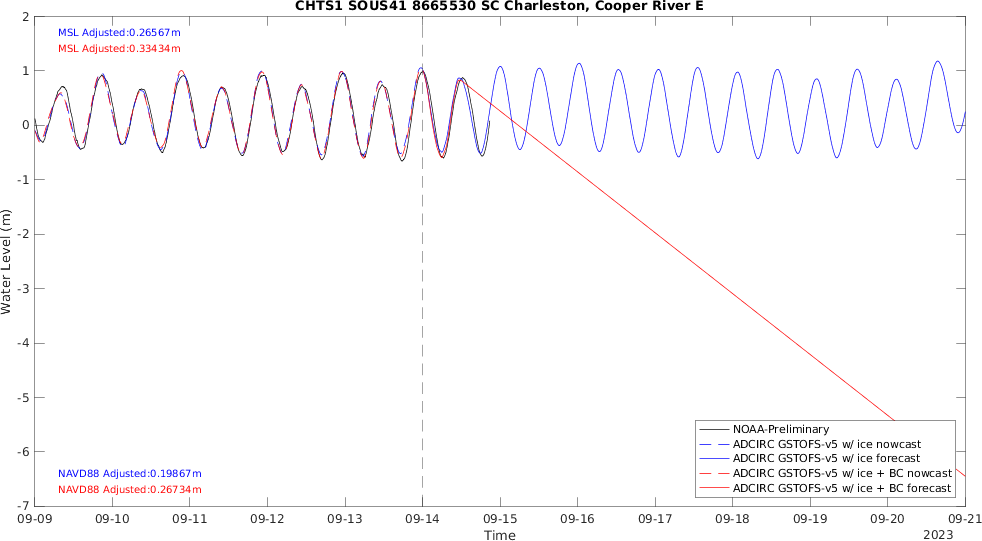 CHTS1 SOUS41 8665530 SC Charleston, Cooper River E
MSL Adjusted:0.26567m
MSL Adjusted:0.33434m
2
1
0
-1
-2
-3
-4
-5
-6
-7
Water Level (m)
NOAA-Preliminary
ADCIRC GSTOFS-v5 w/ ice nowcast
ADCIRC GSTOFS-v5 w/ ice forecast
ADCIRC GSTOFS-v5 w/ ice + BC nowcast
ADCIRC GSTOFS-v5 w/ ice + BC forecast
NAVD88 Adjusted:0.19867m
NAVD88 Adjusted:0.26734m
09-09 09-10 09-11 09-12 09-13 09-14 09-15 09-16 09-17 09-18 09-19 09-20 09-21
Time
2023